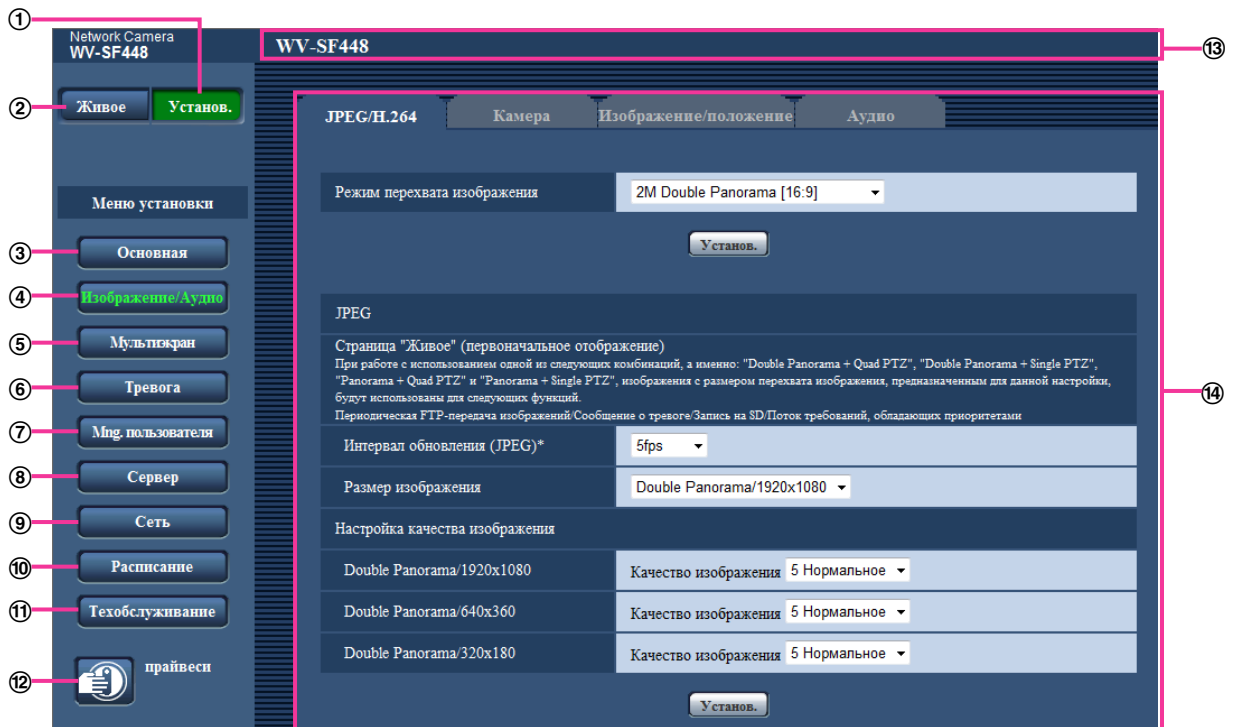 ①
Network Camera
WV-SF448
WV-SF448
⑬
② Живое Установ.
JPEG/H.264 Камера Изображение/положение Аудио
Режим перехвата изображения 2M Double Panorama [16:9]
Установ.
Меню установки
③ Основная
④ Изображение/Аудио
⑤ Мультиэкран
⑥ Тревога
⑦ Mng. пользователя
⑧ Сервер
⑨ Сеть
⑩ Расписание
⑪ Техобслуживание
⑫ прайвеси
JPEG
Страница "Живое" (первоначальное отображение)
При работе с использованием одной из следующих комбинаций, а именно: "Double Panorama + Quad PTZ", "Double Panorama + Single PTZ",
"Panorama + Quad PTZ" и "Panorama + Single PTZ", изображения с размером перехвата изображения, предназначенным для данной настройки,
будут использованы для следующих функций.
Периодическая FTP-передача изображений/Сообщение о тревоге/Запись на SD/Поток требований, обладающих приоритетами
⑭
Интервал обновления (JPEG)* 5fps
Размер изображения Double Panorama/1920x1080
Настройка качества изображения
Double Panorama/1920x1080 Качество изображения 5 Нормальное
Double Panorama/640x360 Качество изображения 5 Нормальное
Double Panorama/320x180 Качество изображения 5 Нормальное
Установ.